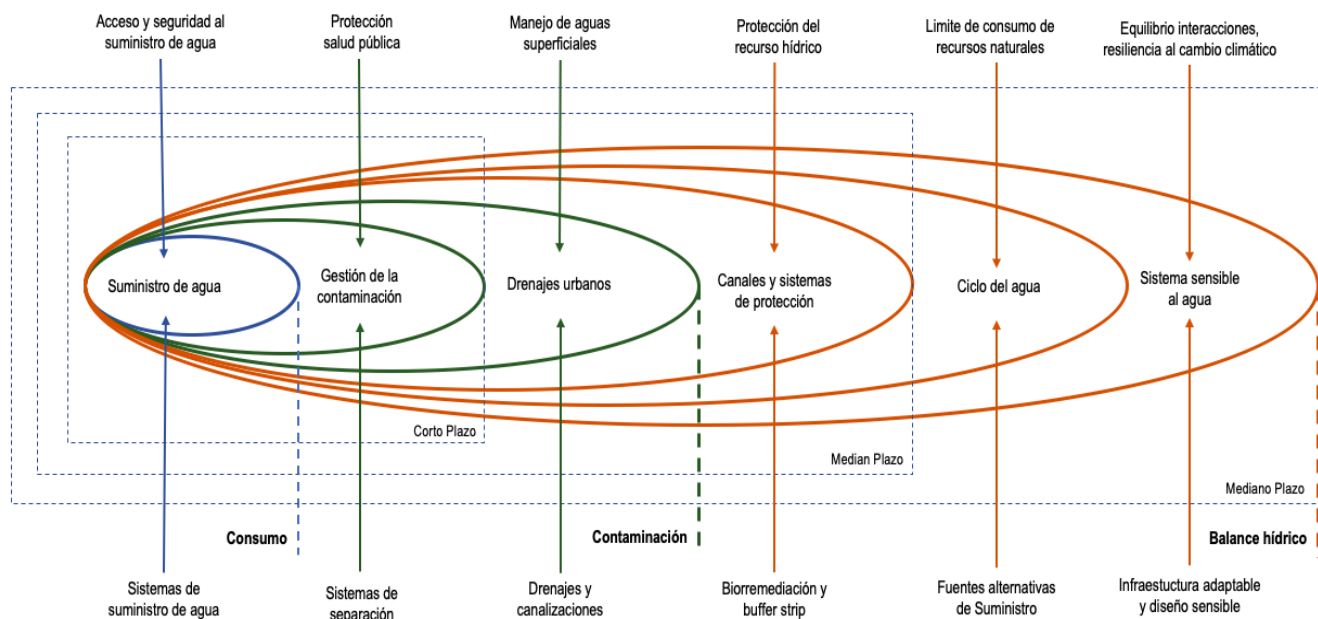 Acceso y seguridad al
suministro de agua
Protección
salud pública
Manejo de aguas
superficiales
Protección del
recurso hídrico
Limite de consumo de
recursos naturales
Equilibrio interacciones,
resiliencia al cambio climático
Suministro de agua
Gestión de la
contaminación
Drenajes urbanos
Canales y sistemas
de protección
Ciclo del agua
Sistema sensible
al agua
Corto Plazo
Median Plazo
Mediano Plazo
Consumo
Contaminación
Balance hídrico
Sistemas de
suministro de agua
Sistemas de
separación
Drenajes y
canalizaciones
Biorremediación y
buffer strip
Fuentes alternativas
de Suministro
Infraestuctura adaptable
y diseño sensible